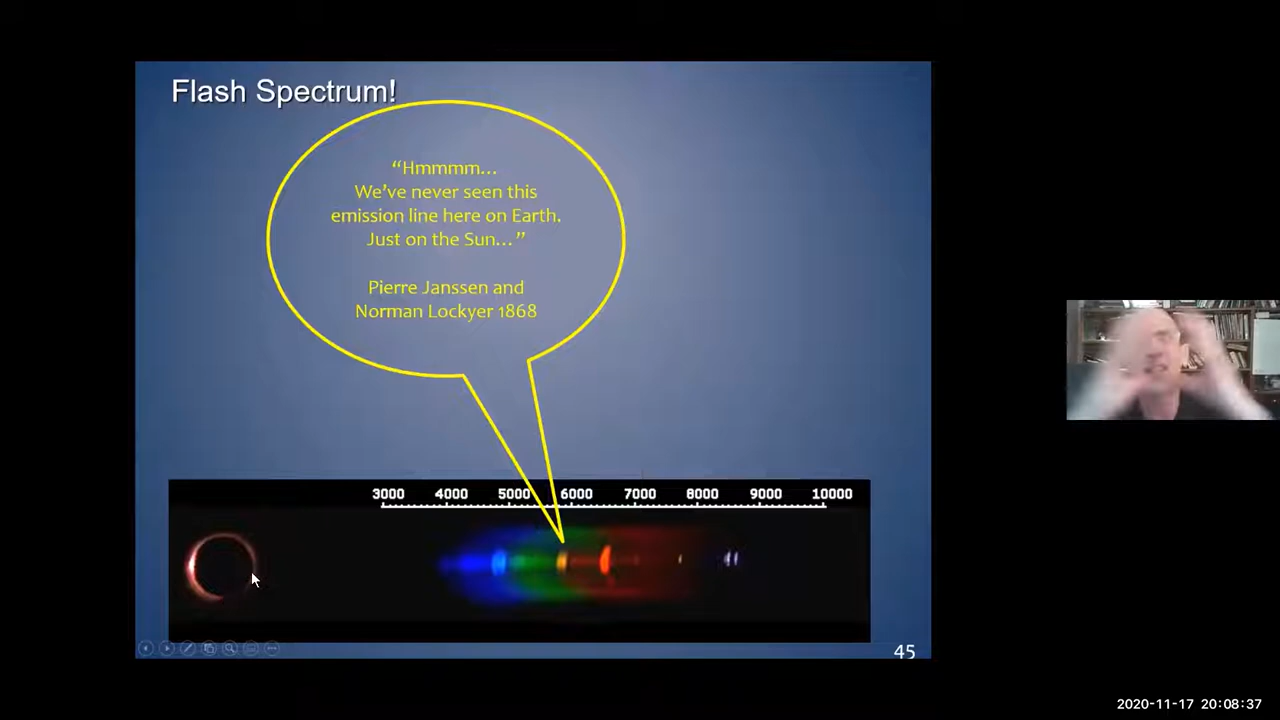 Flash Spectrum!
“Hmmmm...
We’ve never seen this
emission line here on Earth.
Just on the Sun...”
Pierre Janssen and
Norman Lockyer 1868
3000 4000 5000 6000 7000 8000 9000 10000
45
2020-11-17 20:08:37